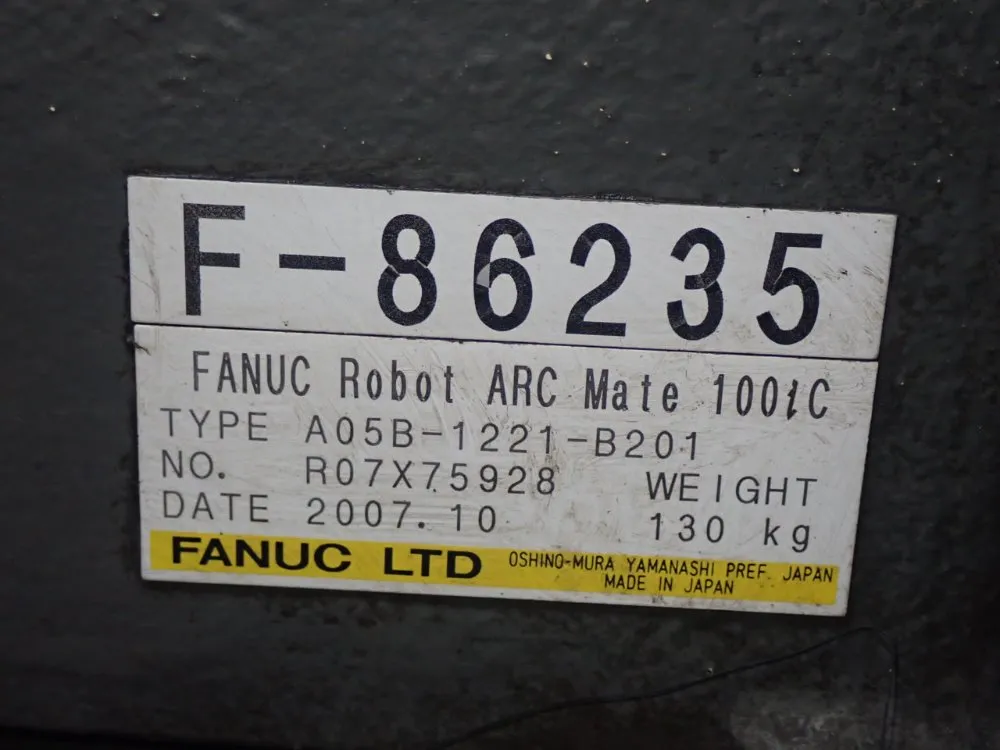 F-86235
FANUC Robot ARC Mate 100iC
TYPE A05B-1221-B201
NO. R07X75928 WEIGHT
DATE 2007.10 130 kg
FANUC LTD OSHINO-MURA YAMANASHI PREF. JAPAN
MADE IN JAPAN